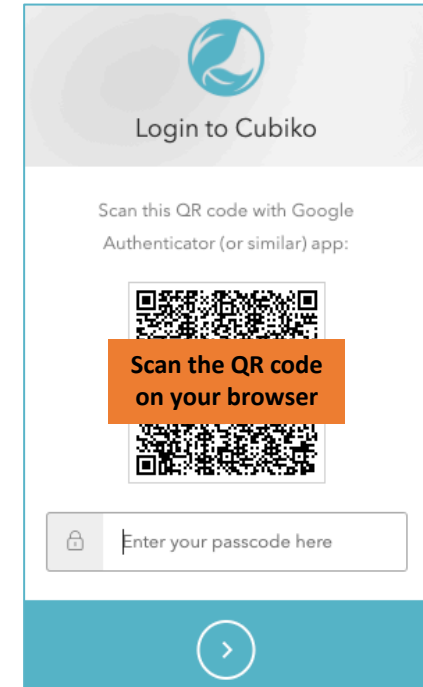 Login to Cubiko
Scan this QR code with Google
Authenticator (or similar) app:
Scan the QR code
on your browser
Enter your passcode here